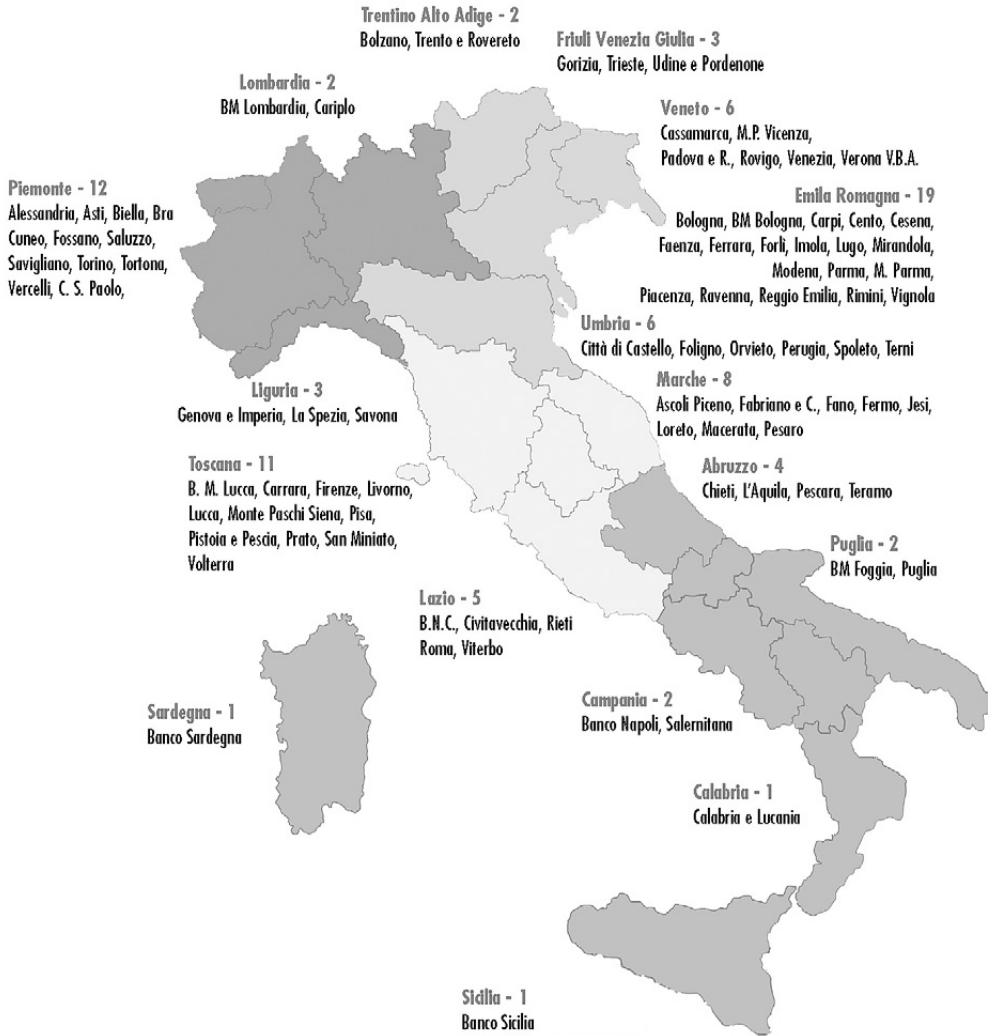 Trentino Alto Adige - 2
Bolzano, Trento e Rovereto
Friuli Venezia Giulia - 3
Gorizia, Trieste, Udine e Pordenone
Lombardia - 2
BM Lombardia, Cariplo
Veneto - 6
Cassamarca, M.P. Vicenza,
Padova e R., Rovigo, Venezia, Verona V.B.A.
Piemonte - 12
Alessandria, Asti, Biella, Bra
Cuneo, Fossano, Saluzzo,
Savigliano, Torino, Tortona,
Vercelli, C. S. Paolo,
Emila Romagna - 19
Bologna, BM Bologna, Carpi, Cento, Cesena,
Faenza, Ferrara, Forlì, Imola, Lugo, Mirandola,
Modena, Parma, M. Parma,
Piacenza, Ravenna, Reggio Emilia, Rimini, Vignola
Umbria - 6
Città di Castello, Foligno, Orvieto, Perugia, Spoleto, Terni
Liguria - 3
Genova e Imperia, La Spezia, Savona
Marche - 8
Ascoli Piceno, Fabriano e C., Fano, Fermo, Jesi,
Loreto, Macerata, Pesaro
Toscana - 11
B. M. Lucca, Carrara, Firenze, Livorno,
Lucca, Monte Paschi Siena, Pisa,
Pistoia e Pescia, Prato, San Miniato,
Volterra
Abruzzo - 4
Chieti, L'Aquila, Pescara, Teramo
Puglia - 2
BM Foggia, Puglia
Lazio - 5
B.N.C., Civitavecchia, Rieti
Roma, Viterbo
Sardegna - 1
Banco Sardegna
Campania - 2
Banco Napoli, Salernitana
Calabria - 1
Calabria e Lucania
Sicilia - 1
Banco Sicilia